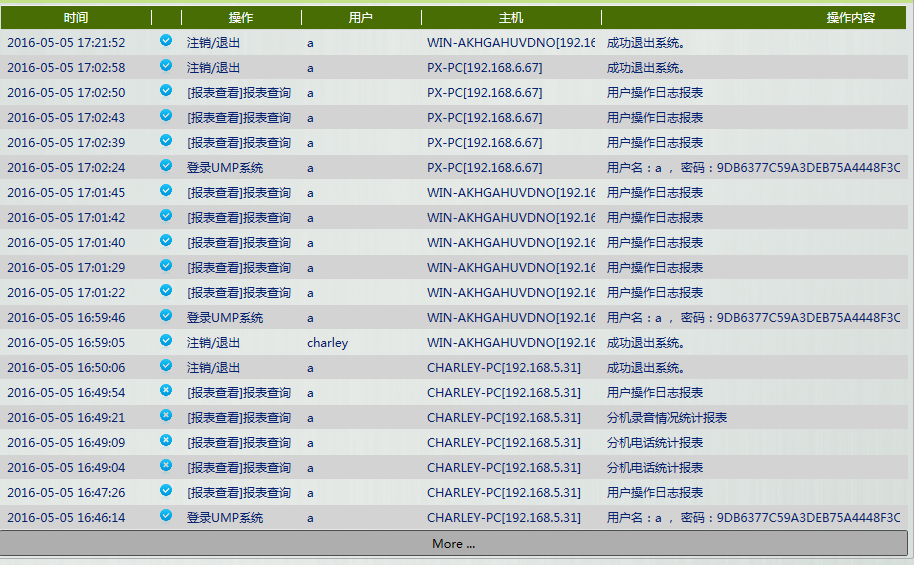 时间 操作 用户 主机 操作内容
2016-05-05 17:21:52 注销/退出 a WIN-AKHGAHUVDNO[192.16 成功退出系统。
2016-05-05 17:02:58 注销/退出 a PX-PC[192.168.6.67] 成功退出系统。
2016-05-05 17:02:50 [报表查看]报表查询 a PX-PC[192.168.6.67] 用户操作日志报表
2016-05-05 17:02:43 [报表查看]报表查询 a PX-PC[192.168.6.67] 用户操作日志报表
2016-05-05 17:02:39 [报表查看]报表查询 a PX-PC[192.168.6.67] 用户操作日志报表
2016-05-05 17:02:24 登录UMP系统 a PX-PC[192.168.6.67] 用户名：a ，密码：9DB6377C59A3DEB75A4448F3C
2016-05-05 17:01:45 [报表查看]报表查询 a WIN-AKHGAHUVDNO[192.16 用户操作日志报表
2016-05-05 17:01:42 [报表查看]报表查询 a WIN-AKHGAHUVDNO[192.16 用户操作日志报表
2016-05-05 17:01:40 [报表查看]报表查询 a WIN-AKHGAHUVDNO[192.16 用户操作日志报表
2016-05-05 17:01:29 [报表查看]报表查询 a WIN-AKHGAHUVDNO[192.16 用户操作日志报表
2016-05-05 17:01:22 [报表查看]报表查询 a WIN-AKHGAHUVDNO[192.16 用户操作日志报表
2016-05-05 16:59:46 登录UMP系统 a WIN-AKHGAHUVDNO[192.16 用户名：a ，密码：9DB6377C59A3DEB75A4448F3C
2016-05-05 16:59:05 注销/退出 charley WIN-AKHGAHUVDNO[192.16 成功退出系统。
2016-05-05 16:50:06 注销/退出 a CHARLEY-PC[192.168.5.31] 成功退出系统。
2016-05-05 16:49:54 [报表查看]报表查询 a CHARLEY-PC[192.168.5.31] 用户操作日志报表
2016-05-05 16:49:21 [报表查看]报表查询 a CHARLEY-PC[192.168.5.31] 分机录音情况统计报表
2016-05-05 16:49:09 [报表查看]报表查询 a CHARLEY-PC[192.168.5.31] 分机电话统计报表
2016-05-05 16:49:04 [报表查看]报表查询 a CHARLEY-PC[192.168.5.31] 分机电话统计报表
2016-05-05 16:47:26 [报表查看]报表查询 a CHARLEY-PC[192.168.5.31] 用户操作日志报表
2016-05-05 16:46:14 登录UMP系统 a CHARLEY-PC[192.168.5.31] 用户名：a ，密码：9DB6377C59A3DEB75A4448F3C
More ...